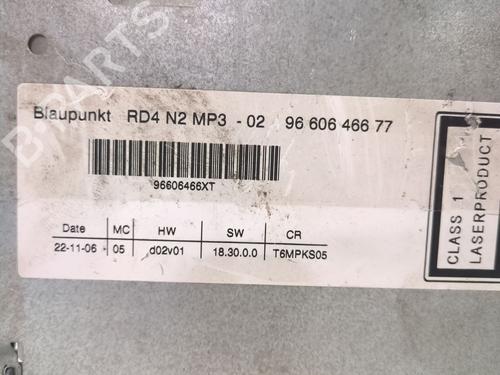 Blaupunkt RD4 N2 MP3 - 02 96 606 466 77
96606466XT
Date MC HW SW CR
22-11-06 05 d02v01 18.30.0.0 T6MPKS05
CLASS 1
LASERPRODUCT
B-PARTS